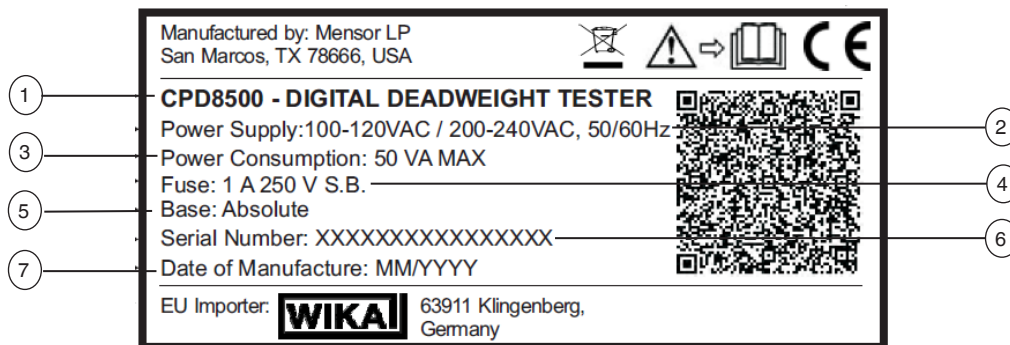 Manufactured by: Mensor LP
San Marcos, TX 78666, USA
CE
1
CPD8500 - DIGITAL DEADWEIGHT TESTER
Power Supply:100-120VAC / 200-240VAC, 50/60Hz
2
3
Power Consumption: 50 VA MAX
Fuse: 1 A 250 V S.B.
4
5
Base: Absolute
Serial Number: XXXXXXXXXXXXXXXX
6
7
Date of Manufacture: MM/YYYY
EU Importer:
WIKA
63911 Klingenberg,
Germany